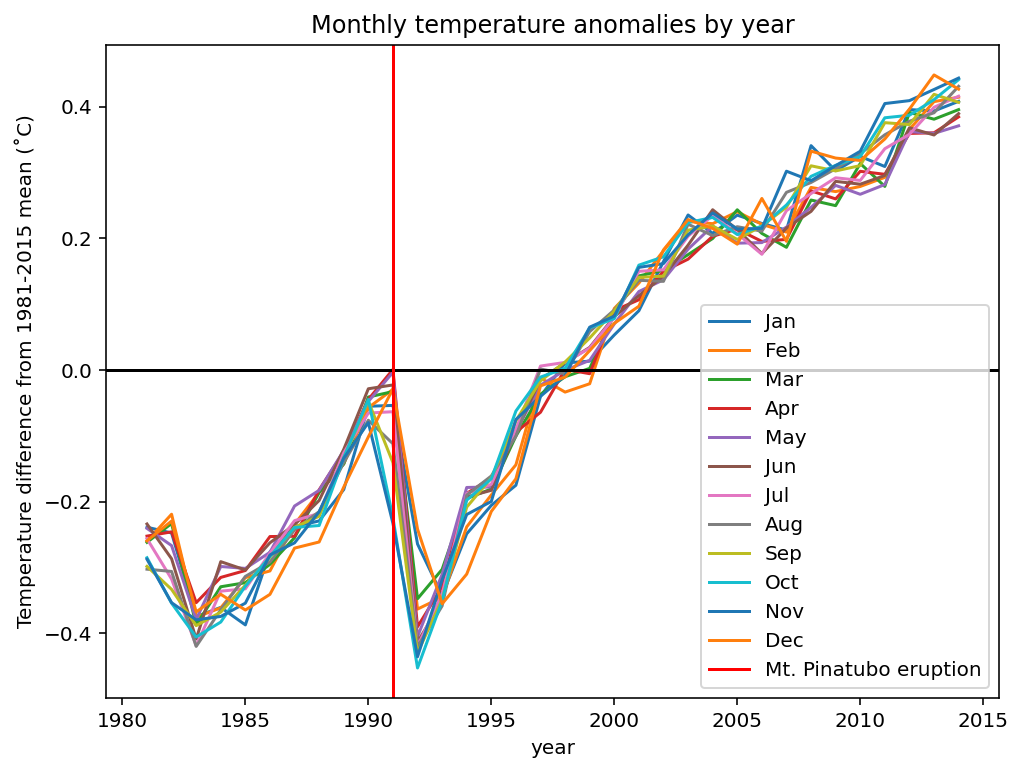 Monthly temperature anomalies by year
Temperature difference from 1981-2015 mean (˚C)
0.4
0.2
0.0
−0.2
−0.4
Jan
Feb
Mar
Apr
May
Jun
Jul
Aug
Sep
Oct
Nov
Dec
Mt. Pinatubo eruption
1980 1985 1990 1995 2000 2005 2010 2015
year